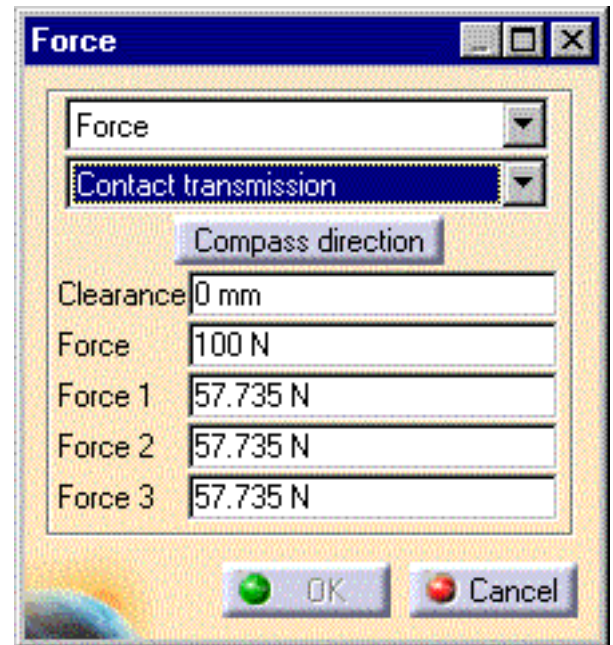 Force
Force
Contact transmission
Compass direction
Clearance 0 mm
Force 100 N
Force 1 57.735 N
Force 2 57.735 N
Force 3 57.735 N
OK Cancel